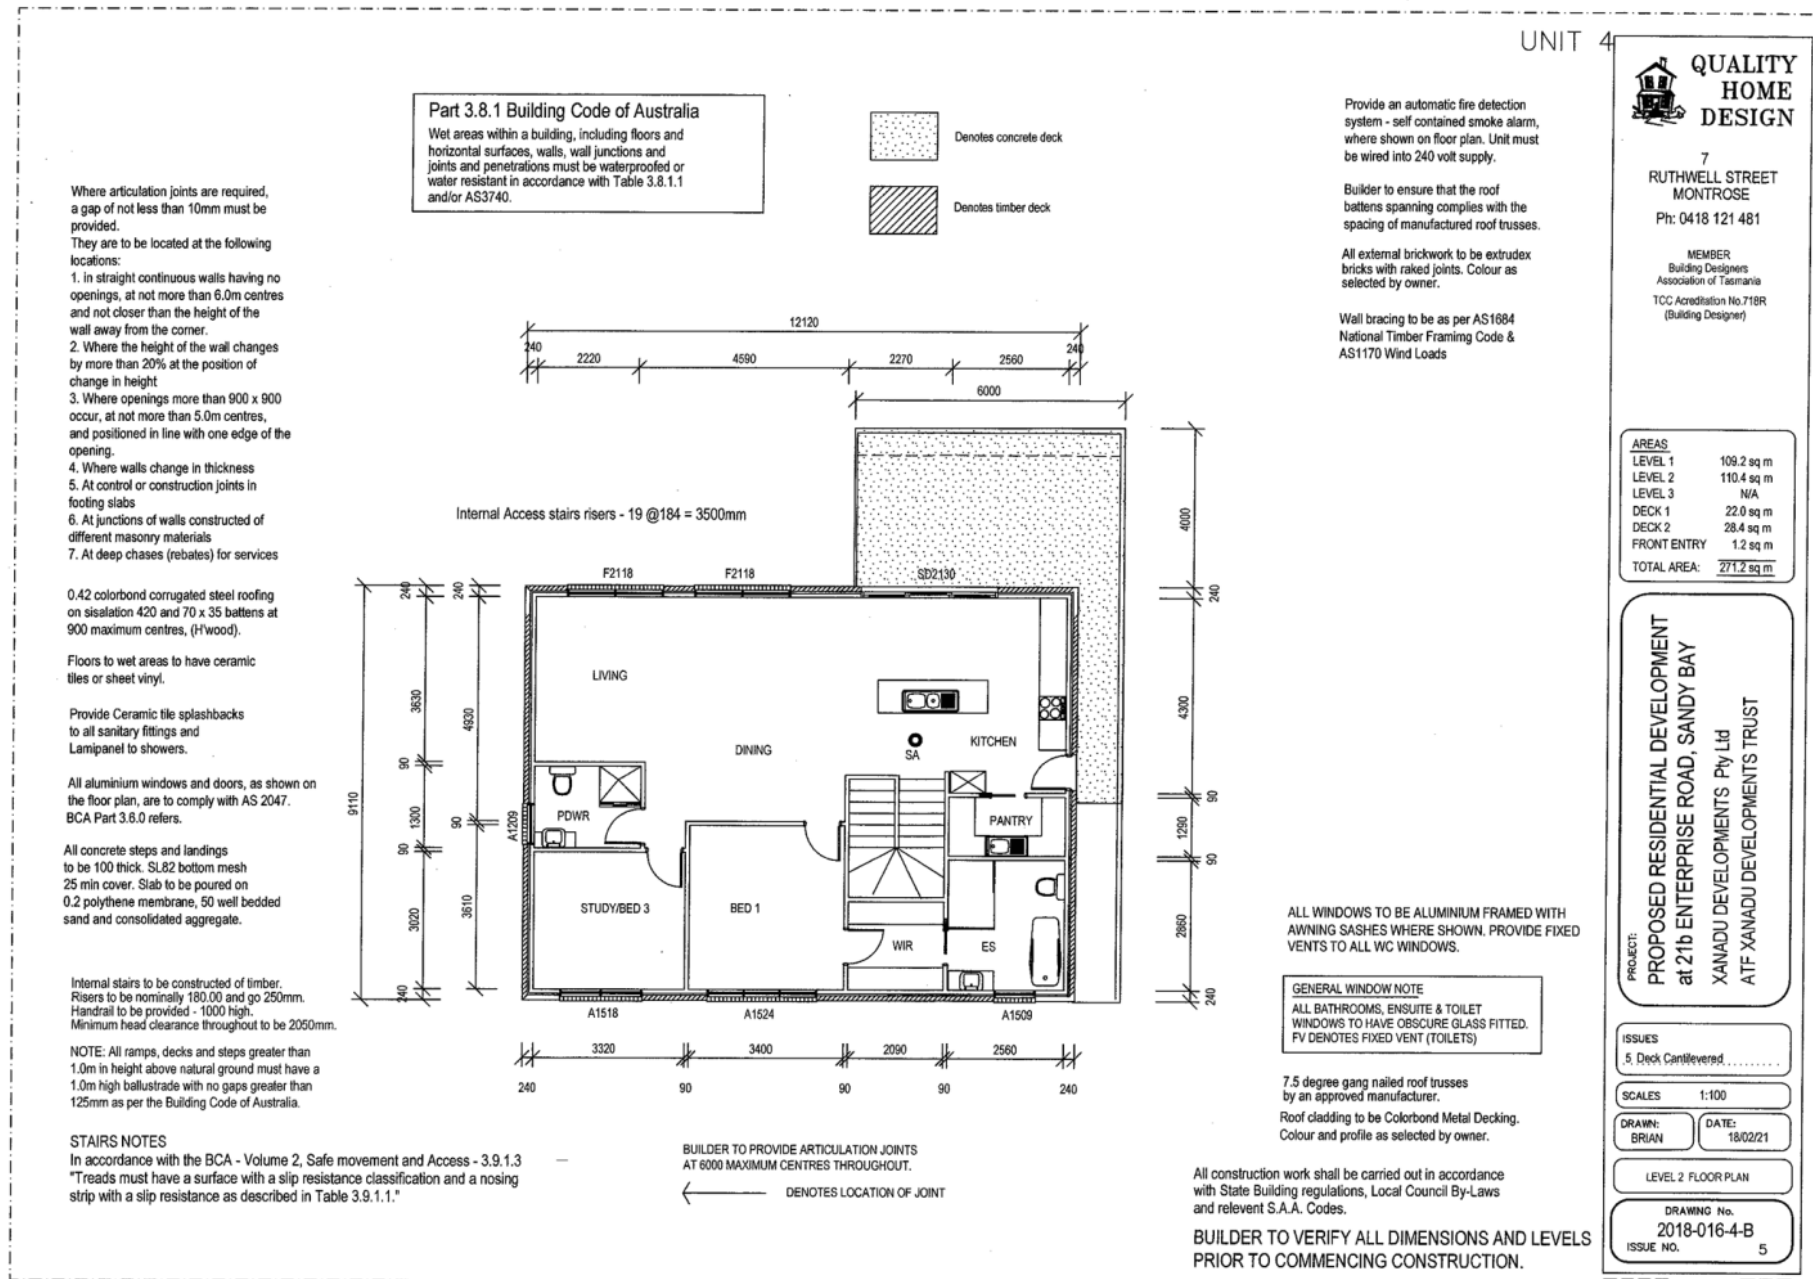 UNIT 4
Part 3.8.1 Building Code of Australia
Wet areas within a building, including floors and
horizontal surfaces, walls, wall junctions and
joints and penetrations must be waterproofed or
water resistant in accordance with Table 3.8.1.1
and/or AS3740.
Denotes concrete deck
Denotes timber deck
Where articulation joints are required,
a gap of not less than 10mm must be
provided.
They are to be located at the following
locations:
1. in straight continuous walls having no
openings, at not more than 6.0m centres
and not closer than the height of the
wall away from the corner.
2. Where the height of the wall changes
by more than 20% at the position of
change in height
3. Where openings more than 900 x 900
occur, at not more than 5.0m centres,
and positioned in line with one edge of the
opening.
4. Where walls change in thickness
5. At control or construction joints in
footing slabs
6. At junctions of walls constructed of
different masonry materials
7. At deep chases (rebates) for services
0.42 colorbond corrugated steel roofing
on sisalation 420 and 70 x 35 battens at
900 maximum centres, (H'wood).
Floors to wet areas to have ceramic
tiles or sheet vinyl.
Provide Ceramic tile splashbacks
to all sanitary fittings and
Lamipanel to showers.
All aluminium windows and doors, as shown on
the floor plan, are to comply with AS 2047.
BCA Part 3.6.0 refers.
All concrete steps and landings
to be 100 thick. SL82 bottom mesh
25 min cover. Slab to be poured on
0.2 polythene membrane, 50 well bedded
sand and consolidated aggregate.
Internal stairs to be constructed of timber.
Risers to be nominally 180.00 and go 250mm.
Handrail to be provided - 1000 high.
Minimum head clearance throughout to be 2050mm.
NOTE: All ramps, decks and steps greater than
1.0m in height above natural ground must have a
1.0m high ballustrade with no gaps greater than
125mm as per the Building Code of Australia.
STAIRS NOTES
In accordance with the BCA - Volume 2, Safe movement and Access - 3.9.1.3
"Treads must have a surface with a slip resistance classification and a nosing
strip with a slip resistance as described in Table 3.9.1.1."
12120
240 2220 4590 2270 2560 240
6000
Internal Access stairs risers - 19 @184 = 3500mm
F2118 F2118 SD2130
9110
240 3630 90 1300 90 3020 240
240 4930 90 3610
A1209
LIVING
DINING
SA
KITCHEN
PDWR
PANTRY
STUDY/BED 3
BED 1
WIR
ES
4000
240
4300
90
1290
90
2860
240
A1518 A1524 A1509
3320 3400 2090 2560
240 90 90 90 240
BUILDER TO PROVIDE ARTICULATION JOINTS
AT 6000 MAXIMUM CENTRES THROUGHOUT.
DENOTES LOCATION OF JOINT
Provide an automatic fire detection
system - self contained smoke alarm,
where shown on floor plan. Unit must
be wired into 240 volt supply.
Builder to ensure that the roof
battens spanning complies with the
spacing of manufactured roof trusses.
All external brickwork to be extrudex
bricks with raked joints. Colour as
selected by owner.
Wall bracing to be as per AS1684
National Timber Framimg Code &
AS1170 Wind Loads
ALL WINDOWS TO BE ALUMINIUM FRAMED WITH
AWNING SASHES WHERE SHOWN. PROVIDE FIXED
VENTS TO ALL WC WINDOWS.
GENERAL WINDOW NOTE
ALL BATHROOMS, ENSUITE & TOILET
WINDOWS TO HAVE OBSCURE GLASS FITTED.
FV DENOTES FIXED VENT (TOILETS)
7.5 degree gang nailed roof trusses
by an approved manufacturer.
Roof cladding to be Colorbond Metal Decking.
Colour and profile as selected by owner.
All construction work shall be carried out in accordance
with State Building regulations, Local Council By-Laws
and relevent S.A.A. Codes.
BUILDER TO VERIFY ALL DIMENSIONS AND LEVELS
PRIOR TO COMMENCING CONSTRUCTION.
QUALITY
HOME
DESIGN
7
RUTHWELL STREET
MONTROSE
Ph: 0418 121 481
MEMBER
Building Designers
Association of Tasmania
TCC Acreditation No.718R
(Building Designer)
AREAS
LEVEL 1 109.2 sq m
LEVEL 2 110.4 sq m
LEVEL 3 N/A
DECK 1 22.0 sq m
DECK 2 28.4 sq m
FRONT ENTRY 1.2 sq m
TOTAL AREA: 271.2 sq m
PROJECT:
PROPOSED RESIDENTIAL DEVELOPMENT
at 21b ENTERPRISE ROAD, SANDY BAY
XANADU DEVELOPMENTS Pty Ltd
ATF XANADU DEVELOPMENTS TRUST
ISSUES
5 Deck Cantilevered
SCALES 1:100
DRAWN:
BRIAN
DATE:
18/02/21
LEVEL 2 FLOOR PLAN
DRAWING No.
2018-016-4-B
ISSUE NO. 5